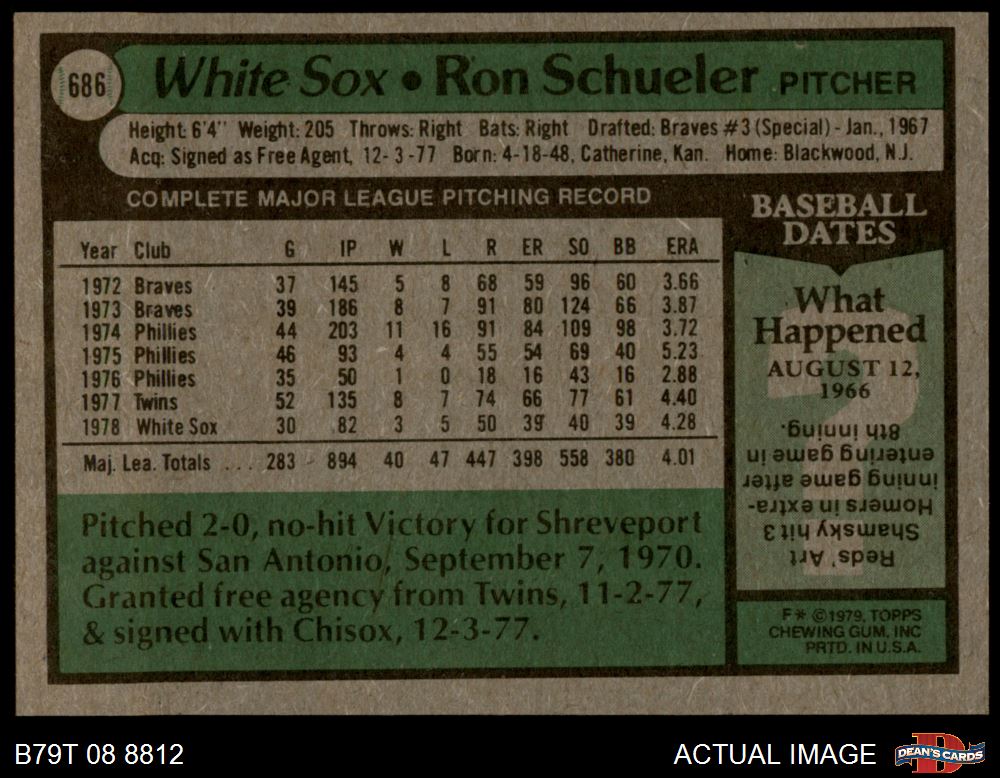 686
White Sox • Ron Schueler PITCHER
Height: 6'4" Weight: 205 Throws: Right Bats: Right Drafted: Braves #3 (Special) - Jan., 1967
Acq: Signed as Free Agent, 12-3-77 Born: 4-18-48, Catherine, Kan. Home: Blackwood, N.J.
COMPLETE MAJOR LEAGUE PITCHING RECORD
Year Club G IP W L R ER SO BB ERA
1972 Braves 37 145 5 8 68 59 96 60 3.66
1973 Braves 39 186 8 7 91 80 124 66 3.87
1974 Phillies 44 203 11 16 91 84 109 98 3.72
1975 Phillies 46 93 4 4 55 54 69 40 5.23
1976 Phillies 35 50 1 0 18 16 43 16 2.88
1977 Twins 52 135 8 7 74 66 77 61 4.40
1978 White Sox 30 82 3 5 50 39 40 39 4.28
Maj. Lea. Totals ... 283 894 40 47 447 398 558 380 4.01
Pitched 2-0, no-hit Victory for Shreveport
against San Antonio, September 7, 1970.
Granted free agency from Twins, 11-2-77,
& signed with Chisox, 12-3-77.
BASEBALL
DATES
What
Happened
AUGUST 12,
1966
Reds' Art
Shamsky hit 3
Homers in extra-
inning game after
entering game in
8th inning.
F * © 1979, TOPPS
CHEWING GUM, INC
PRTD. IN U.S.A.
B79T 08 8812
ACTUAL IMAGE
DEAN'S CARDS